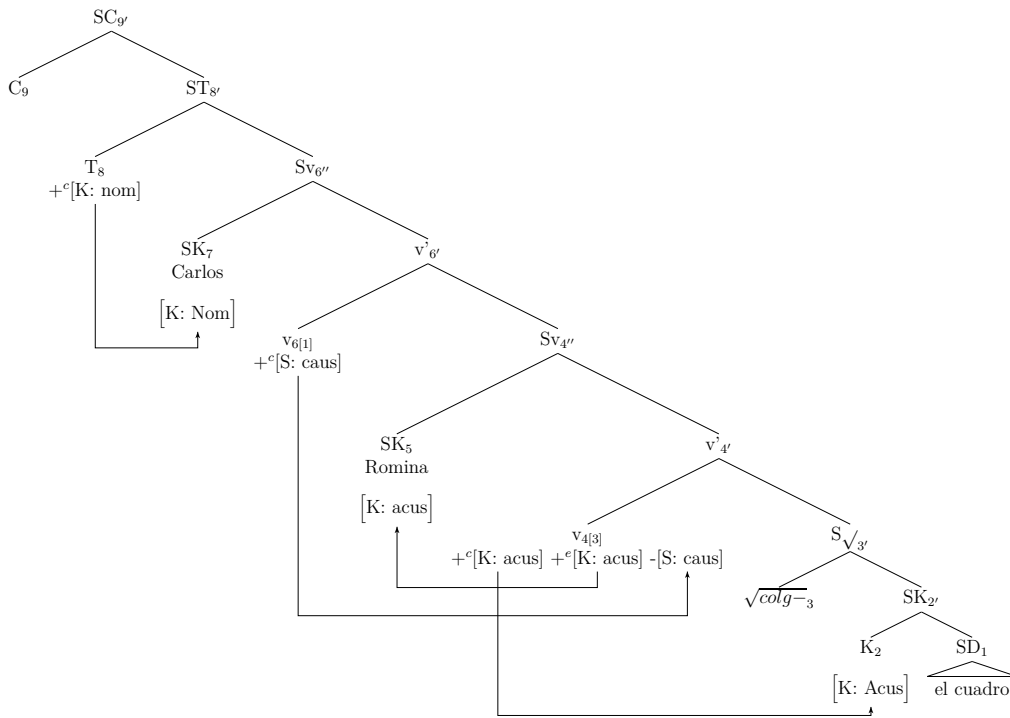 SC₉′
C₉ ST₈′
T₈ Sv₆″
+ᶜ[K: nom]
SK₇ v'₆′
Carlos
[K: Nom]
v₆[1] Sv₄″
+ᶜ[S: caus]
SK₅ v'₄′
Romina
[K: acus]
v₄[3] S√₃′
+ᶜ[K: acus] +ᵉ[K: acus] -[S: caus]
√colg−₃ SK₂′
K₂ SD₁
[K: Acus] el cuadro